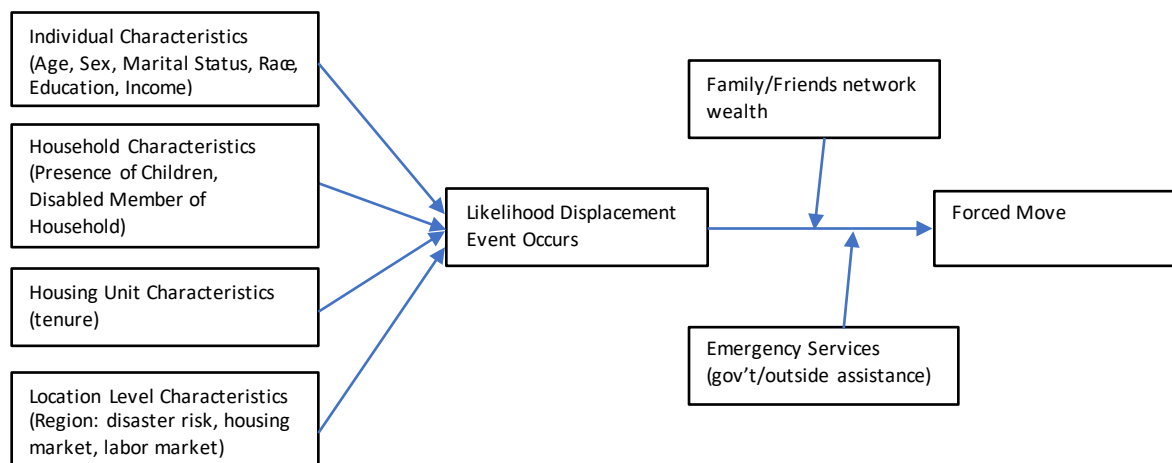 Individual Characteristics
(Age, Sex, Marital Status, Race,
Education, Income)
Household Characteristics
(Presence of Children,
Disabled Member of
Household)
Housing Unit Characteristics
(tenure)
Location Level Characteristics
(Region: disaster risk, housing
market, labor market)
Likelihood Displacement
Event Occurs
Family/Friends network
wealth
Emergency Services
(gov’t/outside assistance)
Forced Move